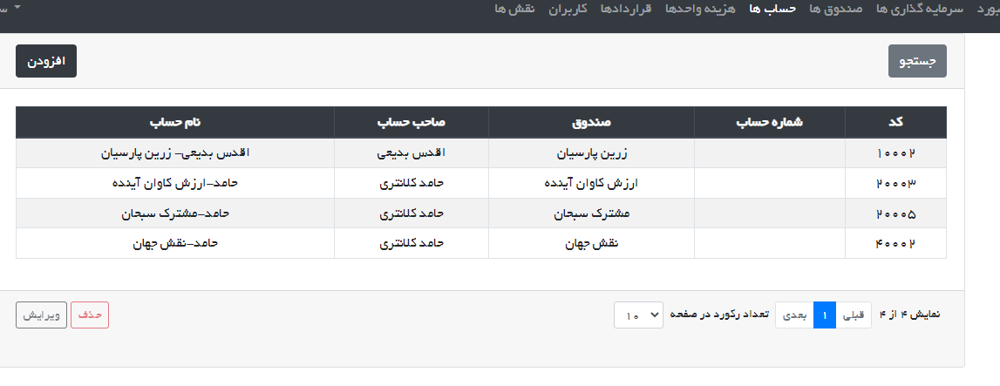 سرمایه گذاری ها صندوق ها حساب ها هزینه واحدها قراردادها کاربران نقش ها
جستجو افزودن
کد شماره حساب صندوق صاحب حساب نام حساب
۱۰۰۰۲ زرین پارسیان اقدس بدیعی اقدس بدیعی- زرین پارسیان
۲۰۰۰۳ ارزش کاوان آینده حامد کلانتری حامد-ارزش کاوان آینده
۲۰۰۰۵ مشترک سبحان حامد کلانتری حامد-مشترک سبحان
۴۰۰۰۲ نقش جهان حامد کلانتری حامد-نقش جهان
نمایش ۴ از ۴ قبلی ۱ بعدی تعداد رکورد در صفحه ۱۰ حذف ویرایش